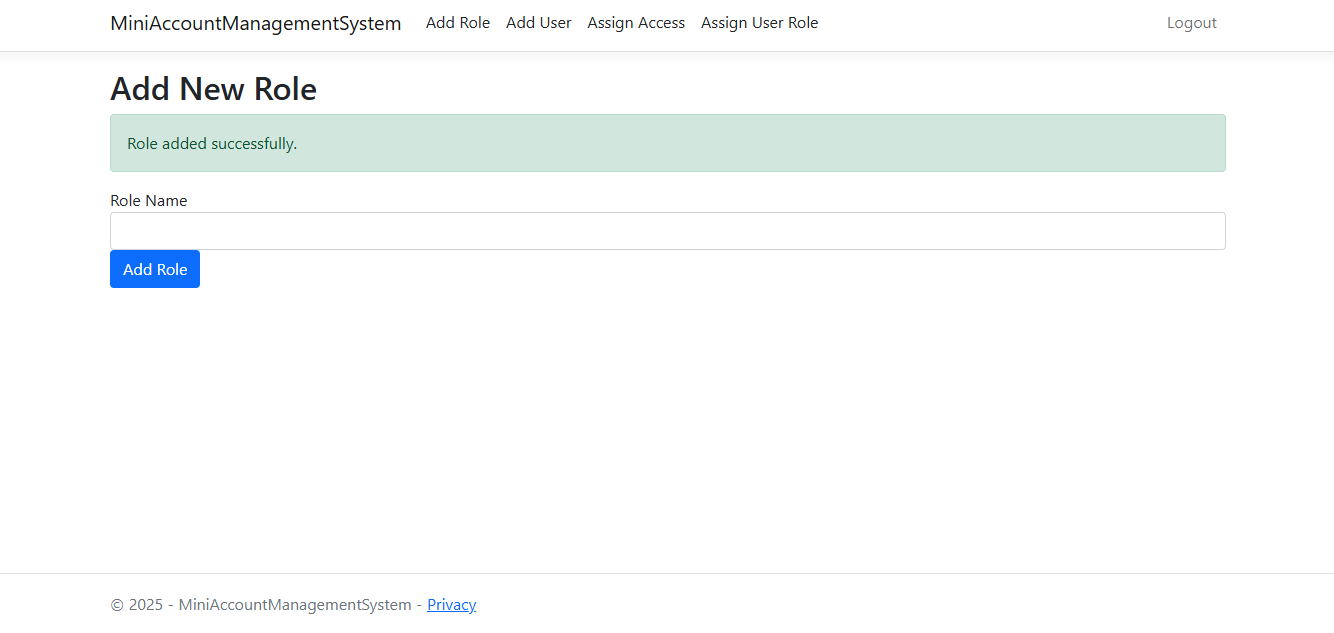 MiniAccountManagementSystem Add Role Add User Assign Access Assign User Role Logout
Add New Role
Role added successfully.
Role Name
Add Role
© 2025 - MiniAccountManagementSystem - Privacy